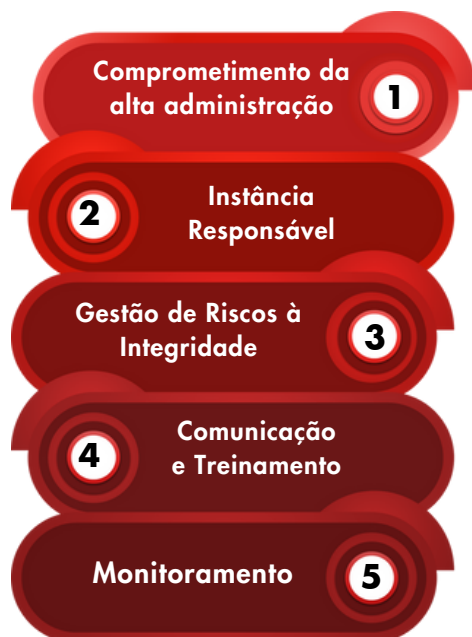 Comprometimento da
alta administração
1
2
Instância
Responsável
Gestão de Riscos à
Integridade
3
4
Comunicação
e Treinamento
Monitoramento
5